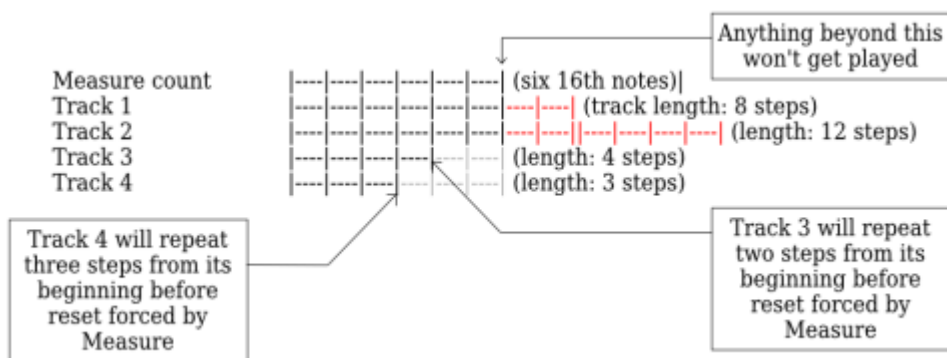 Anything beyond this
won't get played
Measure count |----|----|----|----|----|----| (six 16th notes)|
Track 1 |----|----|----|----|----|----|----|----| (track length: 8 steps)
Track 2 |----|----|----|----|----|----|----|----||----|----|----|----| (length: 12 steps)
Track 3 |----|----|----|----|----|----| (length: 4 steps)
Track 4 |----|----|----|----|----|----| (length: 3 steps)
Track 4 will repeat
three steps from its
beginning before
reset forced by
Measure
Track 3 will repeat
two steps from its
beginning before
reset forced by
Measure